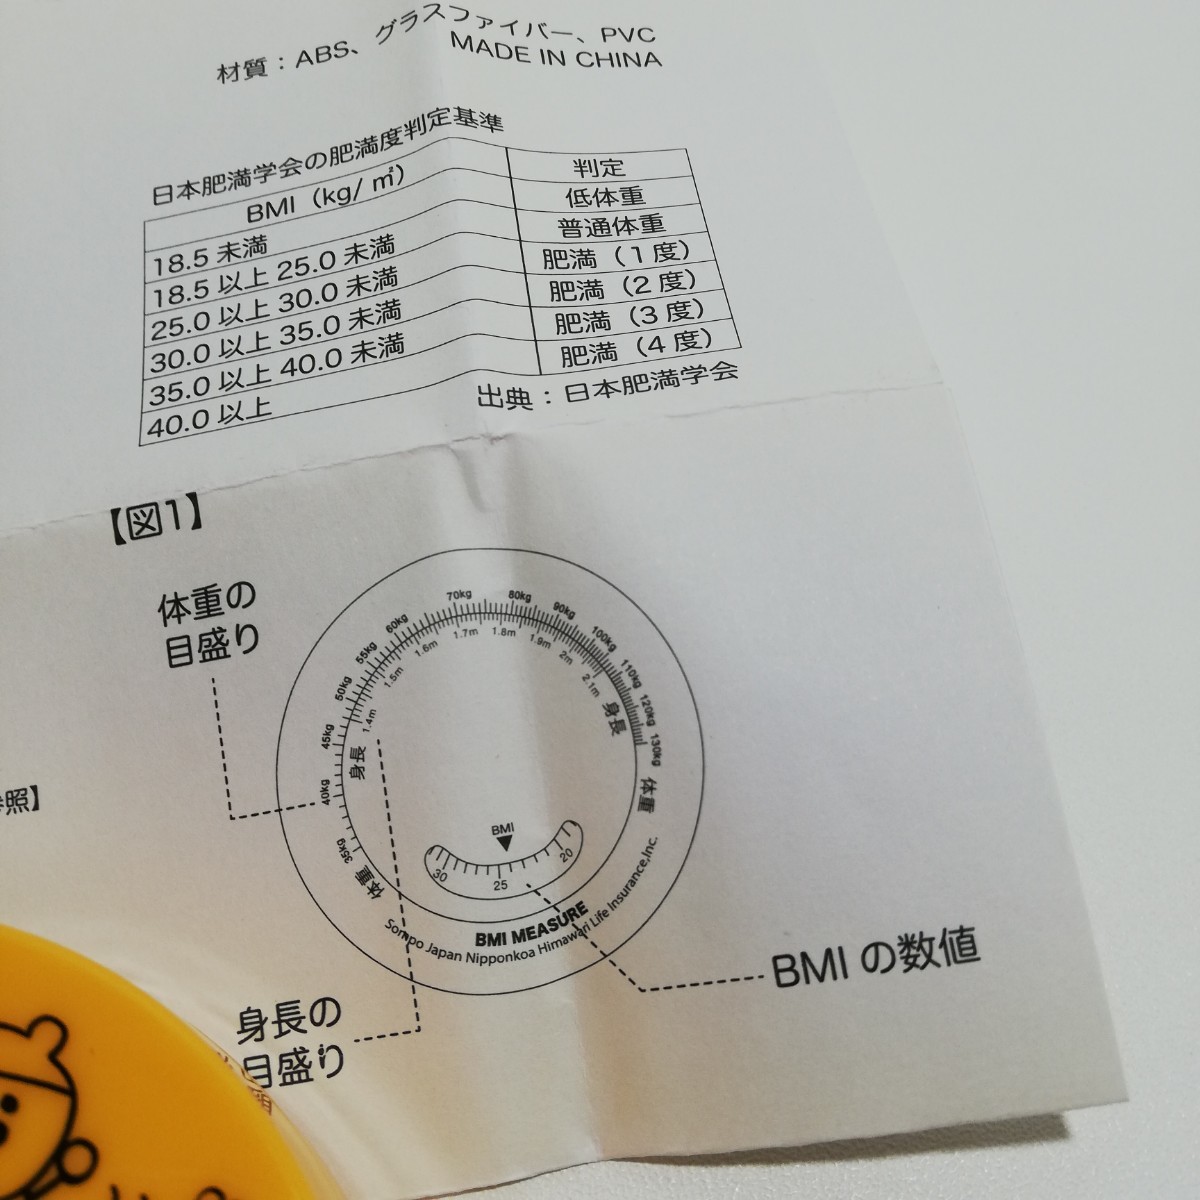 材質：ABS、グラスファイバー、PVC
MADE IN CHINA
日本肥満学会の肥満度判定基準
BMI（kg/㎡） 判定
18.5 未満 低体重
18.5 以上 25.0 未満 普通体重
25.0 以上 30.0 未満 肥満（1 度）
30.0 以上 35.0 未満 肥満（2 度）
35.0 以上 40.0 未満 肥満（3 度）
40.0 以上 肥満（4 度）
出典：日本肥満学会
【図1】
体重の
目盛り
35kg 40kg 45kg 50kg 55kg 60kg 70kg 80kg 90kg 100kg 110kg 120kg 130kg
1.4m 1.5m 1.6m 1.7m 1.8m 1.9m 2m 2.1m
身長
身長
体重
体重
照】
BMI
30 25 20
BMI MEASURE
Sompo Japan Nipponkoa Himawari Life Insurance,Inc.
BMI の数値
身長の
目盛り